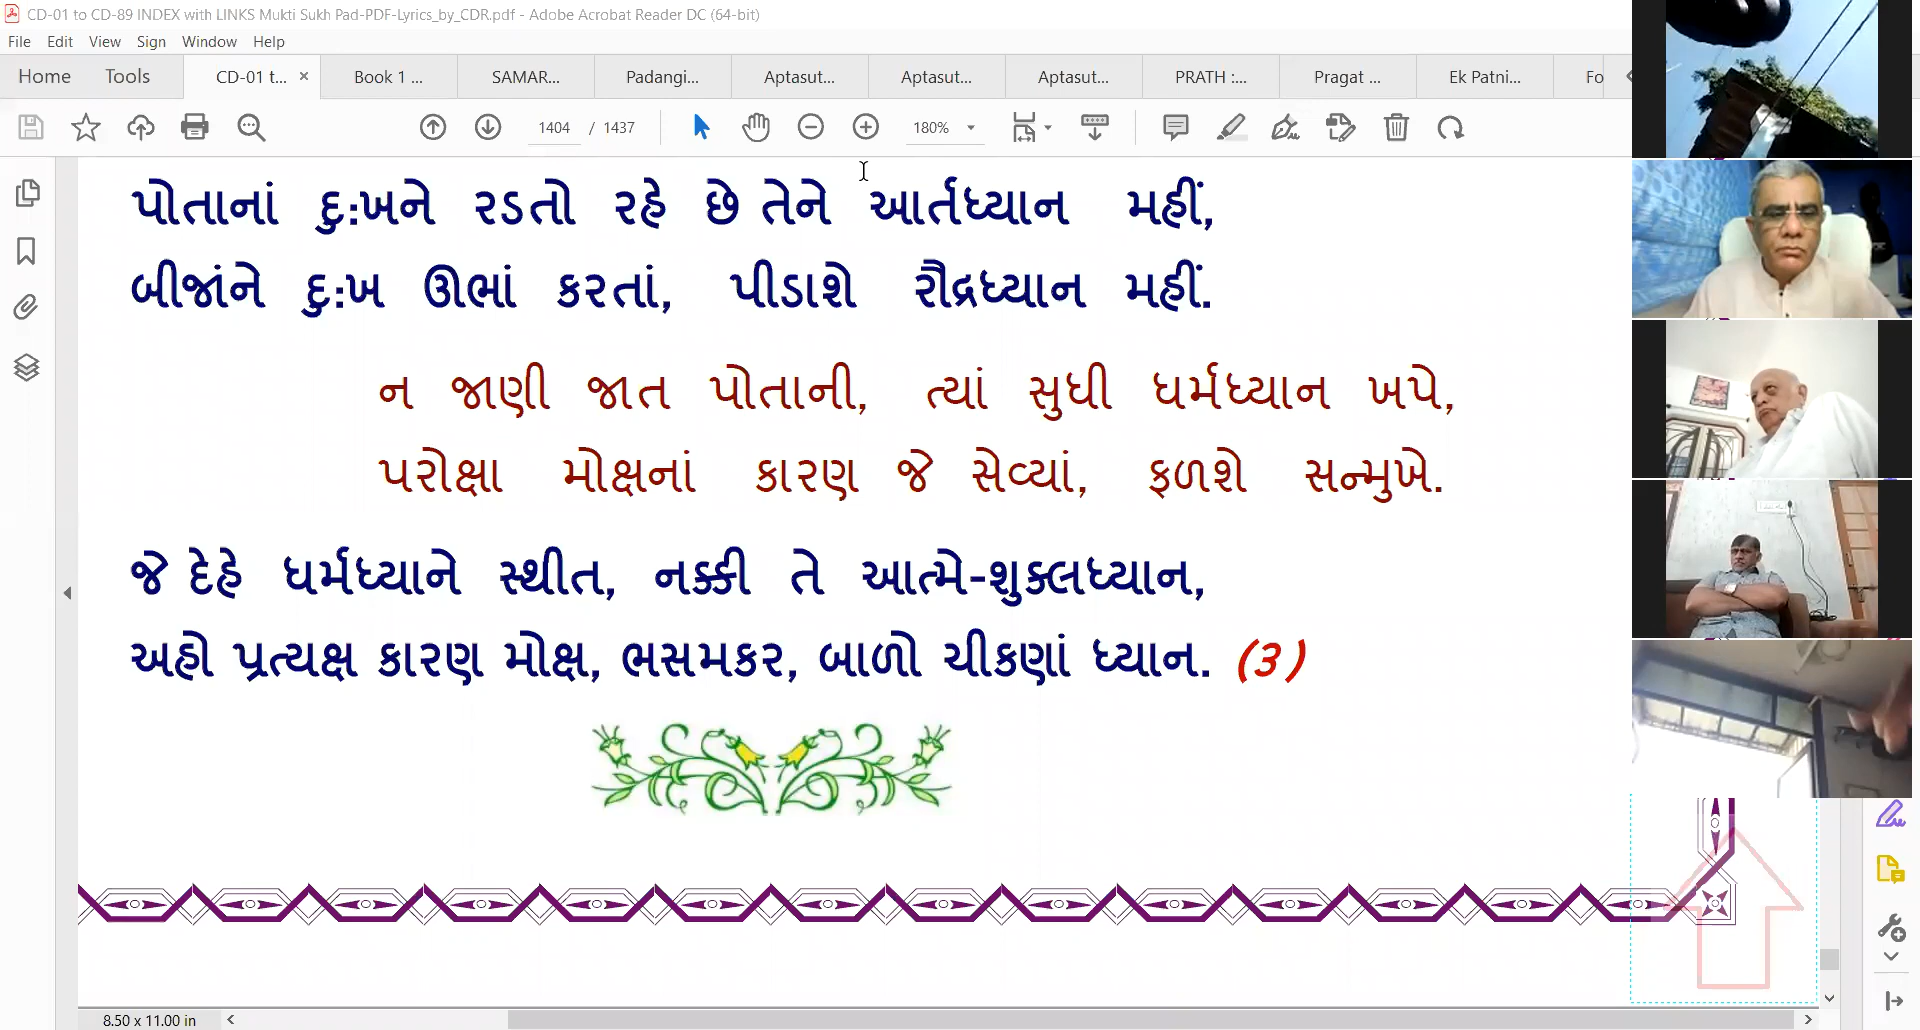 CD-01 to CD-89 INDEX with LINKS Mukti Sukh Pad-PDF-Lyrics_by_CDR.pdf - Adobe Acrobat Reader DC (64-bit)
File Edit View Sign Window Help
Home Tools CD-01 t... × Book 1 ... SAMAR... Padangi... Aptasut... Aptasut... Aptasut... PRATH :... Pragat ... Ek Patni... Fo
1404 / 1437 180%
પોતાનાં દુઃખને રડતો રહે છે તેને આર્તધ્યાન મહીં,
બીજાંને દુઃખ ઊભાં કરતાં, પીડાશે રૌદ્રધ્યાન મહીં.
ન જાણી જાત પોતાની, ત્યાં સુધી ધર્મધ્યાન ખપે,
પરોક્ષા મોક્ષનાં કારણ જે સેવ્યાં, ફળશે સન્મુખે.
જે દેહે ધર્મધ્યાને સ્થીત, નક્કી તે આત્મે-શુક્લધ્યાન,
અહો પ્રત્યક્ષ કારણ મોક્ષ, ભસમકર, બાળો ચીકણાં ધ્યાન. (3)
8.50 x 11.00 in